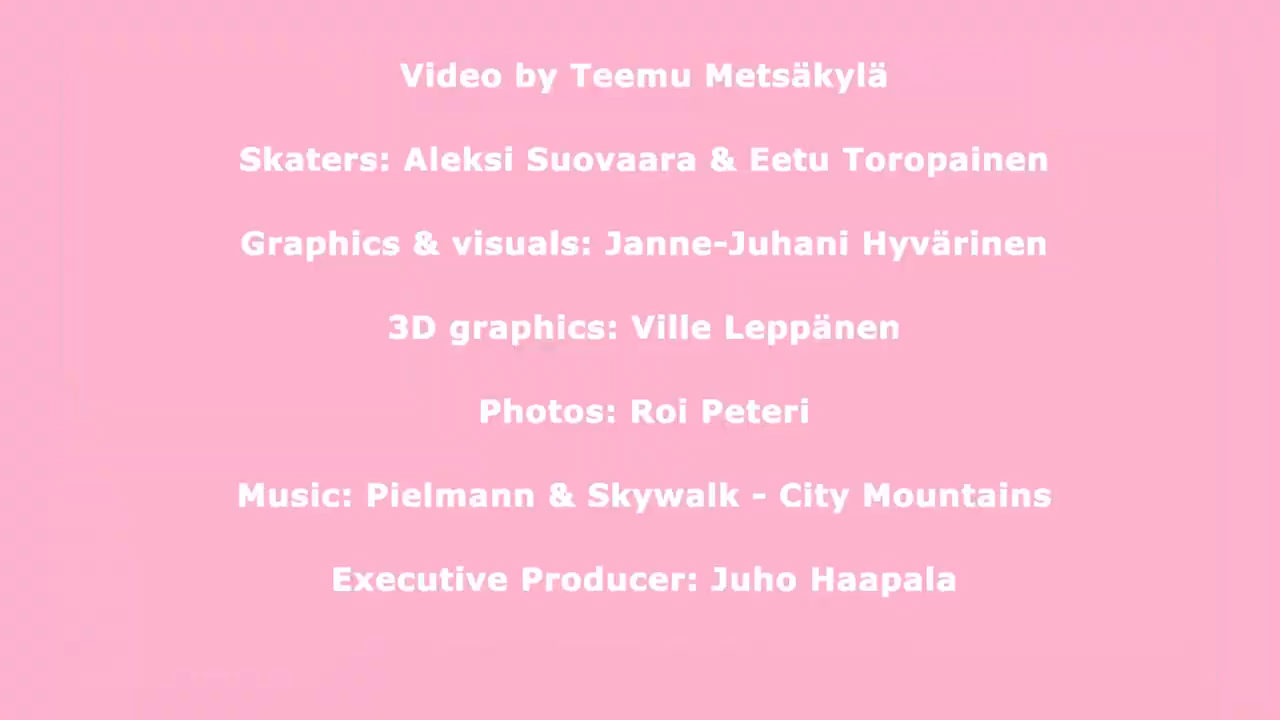 Video by Teemu Metsäkylä
Skaters: Aleksi Suovaara & Eetu Toropainen
Graphics & visuals: Janne-Juhani Hyvärinen
3D graphics: Ville Leppänen
Photos: Roi Peteri
Music: Pielmann & Skywalk - City Mountains
Executive Producer: Juho Haapala